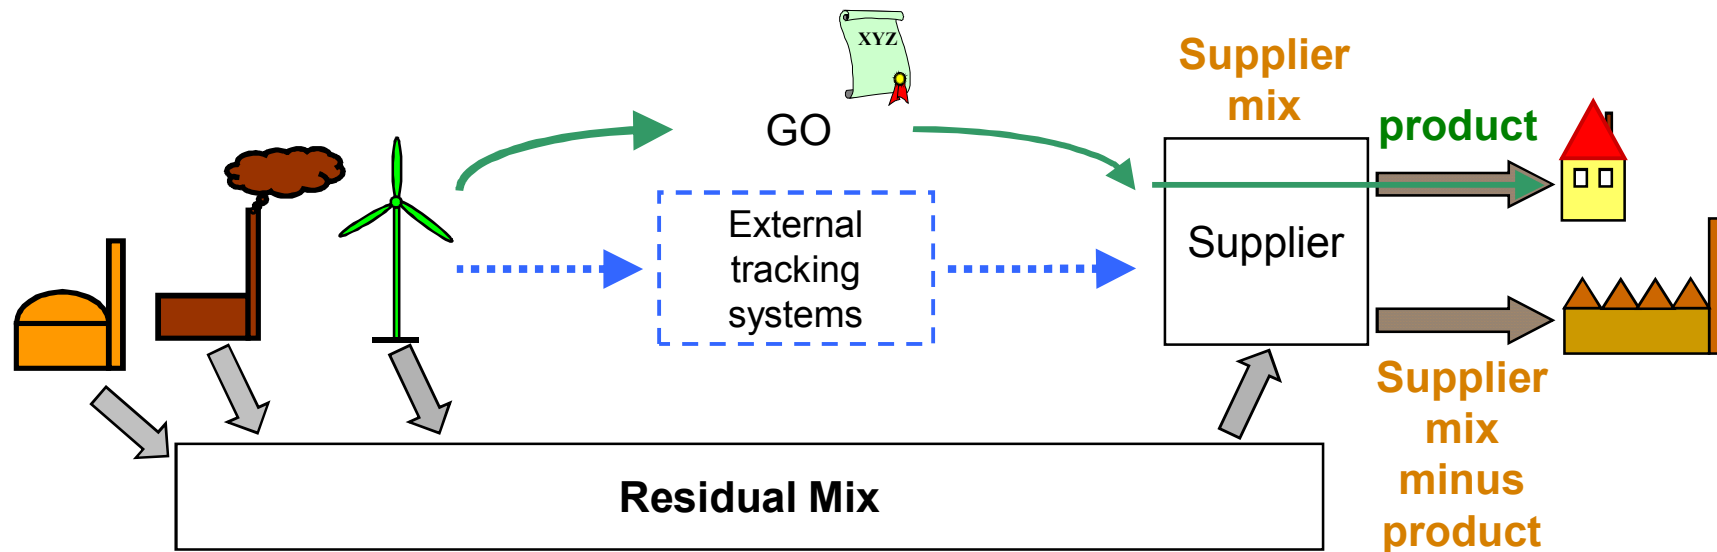 XYZ
GO
Supplier
mix
product
External
tracking
systems
Supplier
Supplier
mix
minus
product
Residual Mix